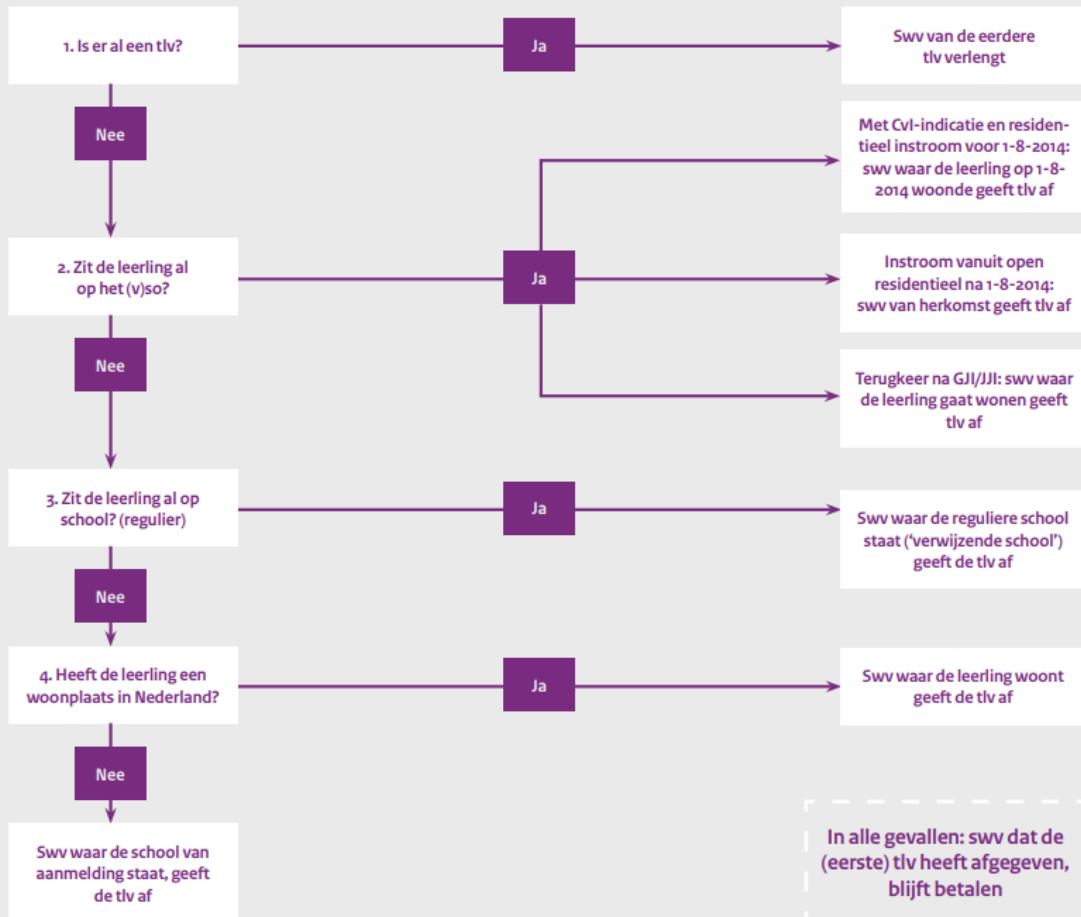 1. Is er al een tlv?
Ja
Swv van de eerdere
tlv verlengt
Nee
Met CvI-indicatie en residen-
tieel instroom voor 1-8-2014:
swv waar de leerling op 1-8-
2014 woonde geeft tlv af
2. Zit de leerling al
op het (v)so?
Ja
Instroom vanuit open
residentieel na 1-8-2014:
swv van herkomst geeft tlv af
Nee
Terugkeer na GJI/JJI: swv waar
de leerling gaat wonen geeft
tlv af
3. Zit de leerling al op
school? (regulier)
Ja
Swv waar de reguliere school
staat (‘verwijzende school’)
geeft de tlv af
Nee
4. Heeft de leerling een
woonplaats in Nederland?
Ja
Swv waar de leerling woont
geeft de tlv af
Nee
Swv waar de school van
aanmelding staat, geeft
de tlv af
In alle gevallen: swv dat de
(eerste) tlv heeft afgegeven,
blijft betalen